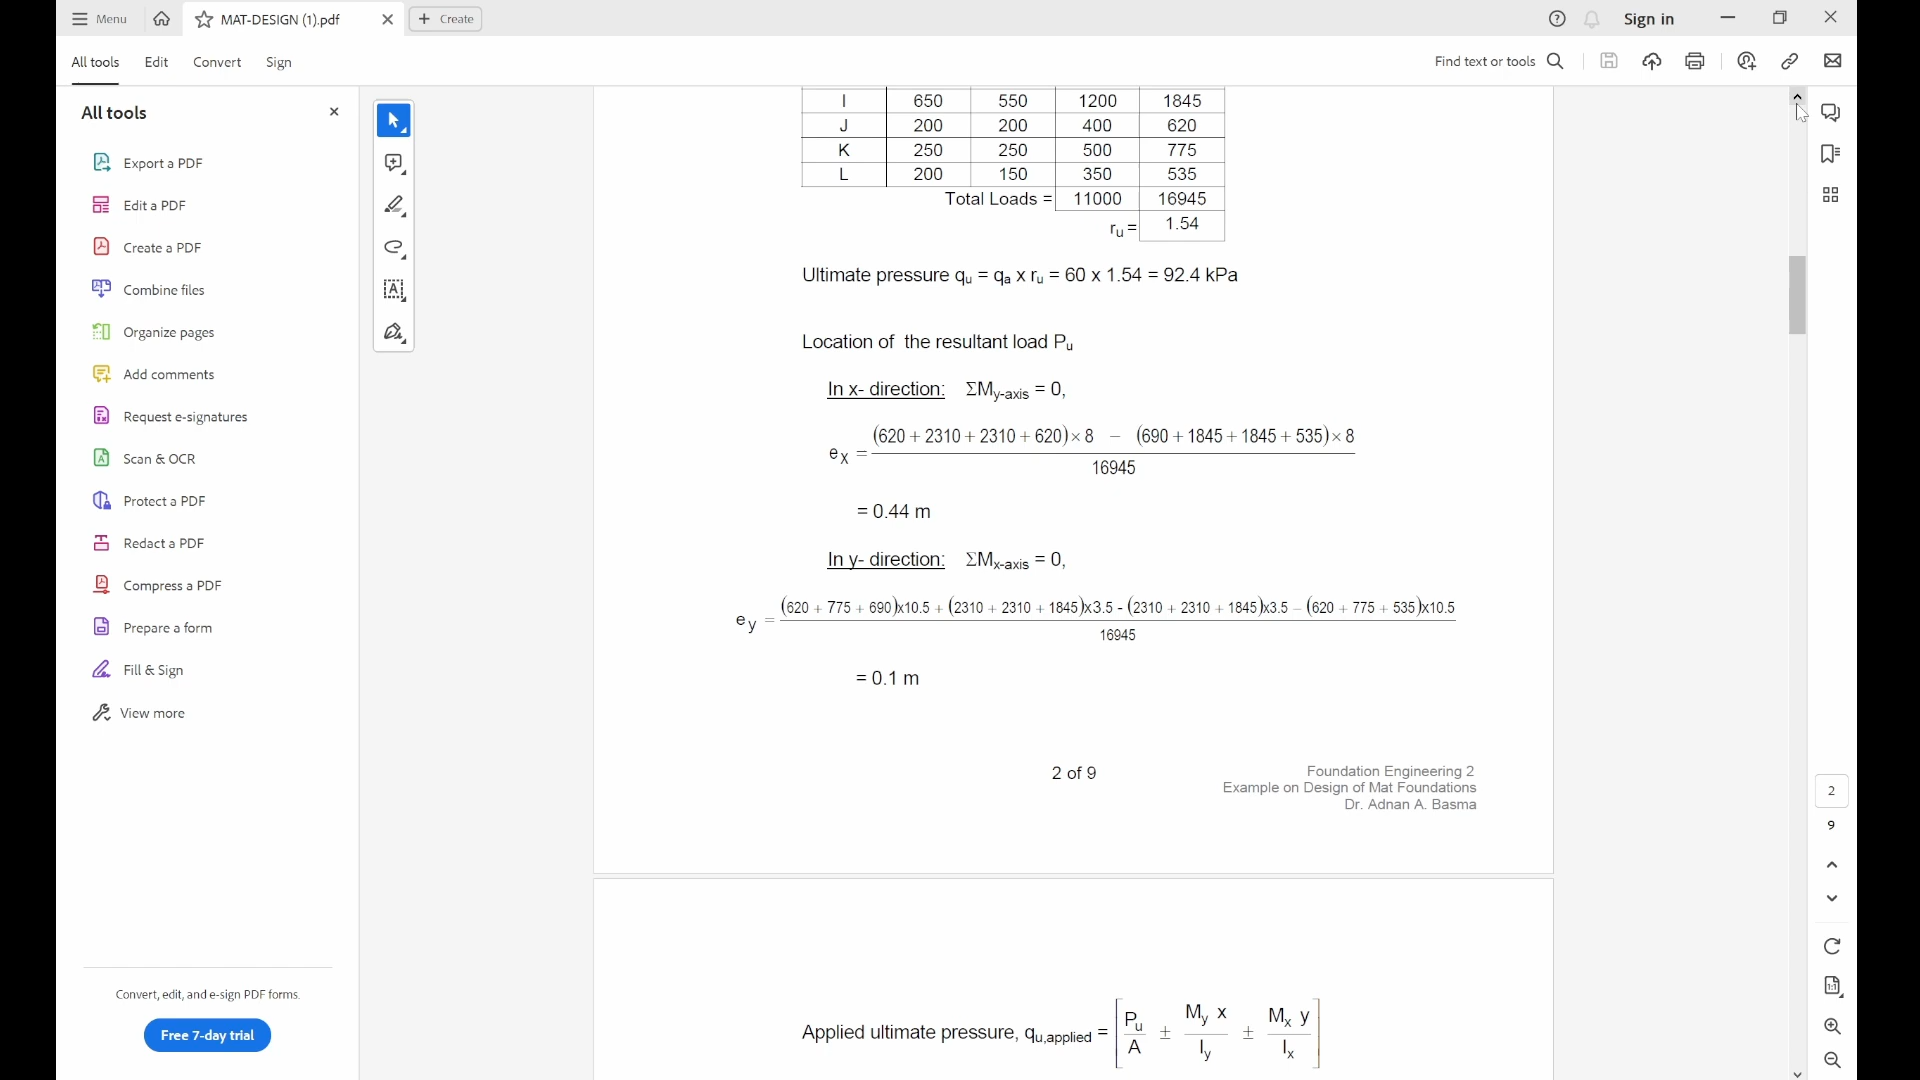 Menu
MAT-DESIGN (1).pdf
Create
Sign in
All tools Edit Convert Sign
Find text or tools
All tools
Export a PDF
Edit a PDF
Create a PDF
Combine files
Organize pages
Add comments
Request e-signatures
Scan & OCR
Protect a PDF
Redact a PDF
Compress a PDF
Prepare a form
Fill & Sign
View more
Convert, edit, and e-sign PDF forms.
Free 7-day trial
I 650 550 1200 1845
J 200 200 400 620
K 250 250 500 775
L 200 150 350 535
Total Loads = 11000 16945
ru = 1.54
Ultimate pressure qu = qa x ru = 60 x 1.54 = 92.4 kPa
Location of the resultant load Pu
In x- direction: ΣMy-axis = 0,
(620 + 2310 + 2310 + 620) × 8 − (690 + 1845 + 1845 + 535) × 8
ex =
16945
= 0.44 m
In y- direction: ΣMx-axis = 0,
(620 + 775 + 690)x10.5 + (2310 + 2310 + 1845)x3.5 - (2310 + 2310 + 1845)x3.5 − (620 + 775 + 535)x10.5
ey =
16945
= 0.1 m
2 of 9
Foundation Engineering 2
Example on Design of Mat Foundations
Dr. Adnan A. Basma
Applied ultimate pressure, qu,applied = [Pu/A ± My x/Iy ± Mx y/Ix]
2
9
1:1